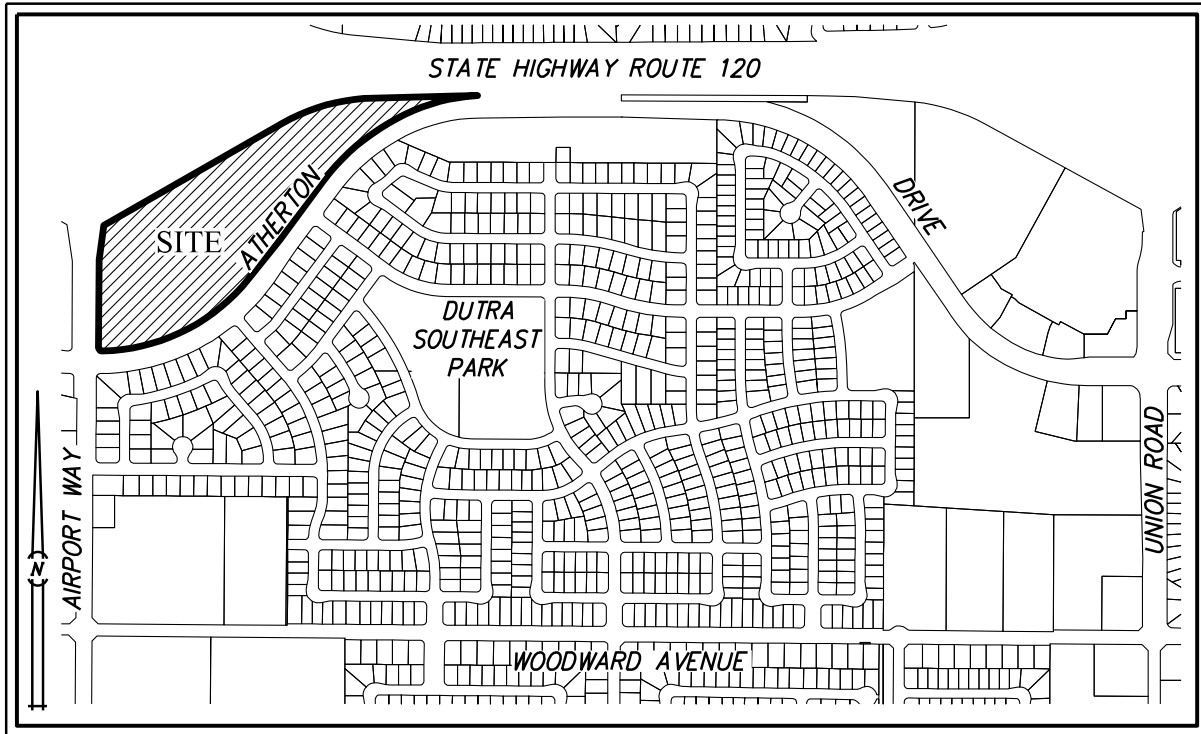 STATE HIGHWAY ROUTE 120
ATHERTON
DRIVE
SITE
DUTRA
SOUTHEAST
PARK
AIRPORT WAY
UNION ROAD
N
WOODWARD AVENUE